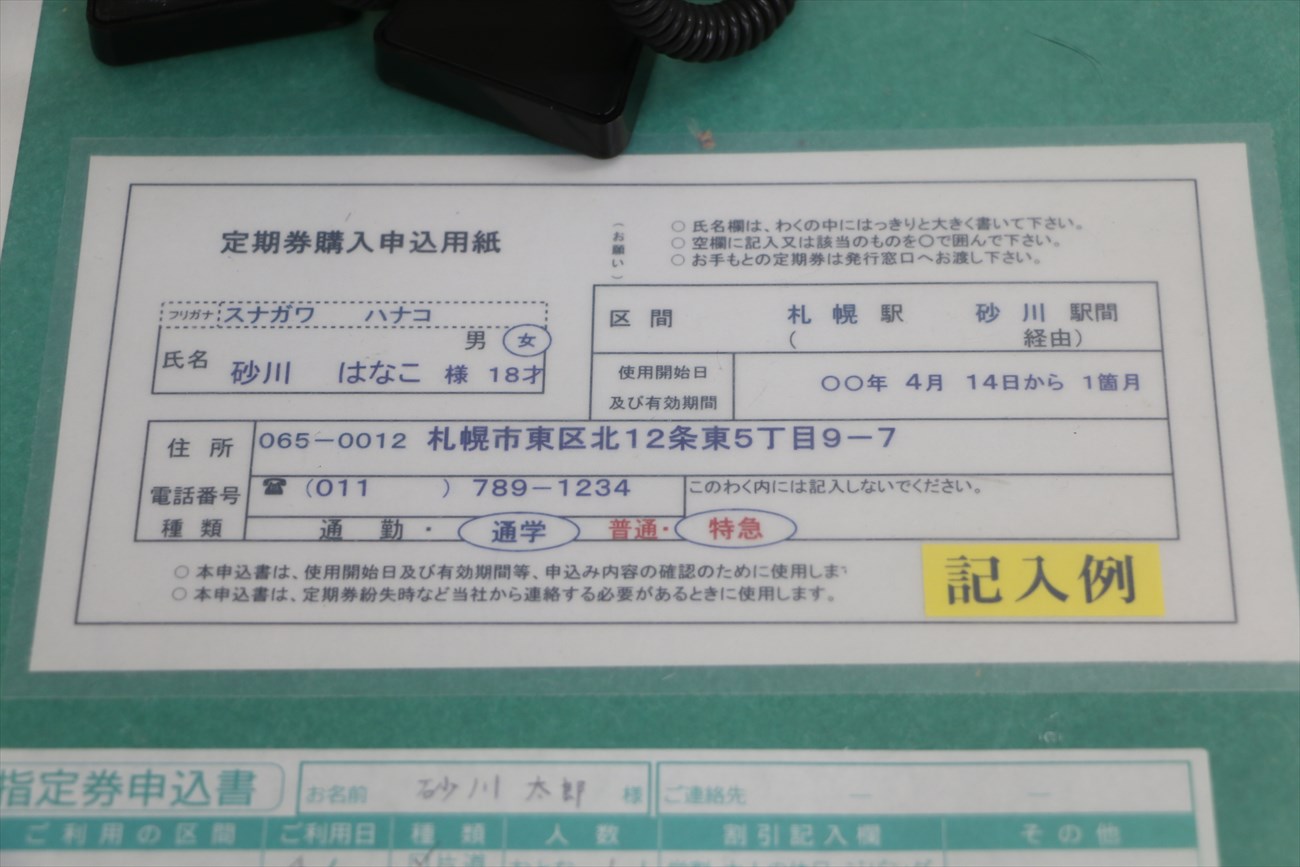 定期券購入申込用紙
(お願い)
○ 氏名欄は、わくの中にはっきりと大きく書いて下さい。
○ 空欄に記入又は該当のものを○で囲んで下さい。
○ お手もとの定期券は発行窓口へお渡し下さい。
フリガナ スナガワ ハナコ
男 女
氏名 砂川 はなこ 様 18才
区間 札幌駅 砂川駅間
( 経由)
使用開始日
及び有効期間
○○年 4月 14日から 1箇月
住所 065-0012 札幌市東区北12条東5丁目9-7
電話番号 ☎ (011 ) 789-1234
このわく内には記入しないでください。
種類 通勤・通学 普通・特急
○ 本申込書は、使用開始日及び有効期間等、申込み内容の確認のために使用しま
○ 本申込書は、定期券紛失時など当社から連絡する必要があるときに使用します。
記入例
指定券申込書 お名前 砂川 太郎 様 ご連絡先 — —
ご利用の区間 ご利用日 種類 人数 割引記入欄 その他